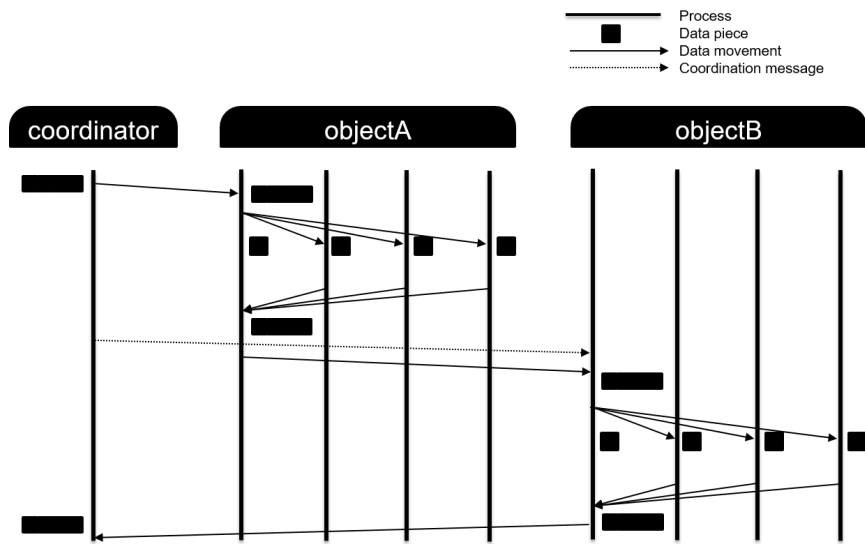 Process
Data piece
Data movement
Coordination message
coordinator
objectA
objectB